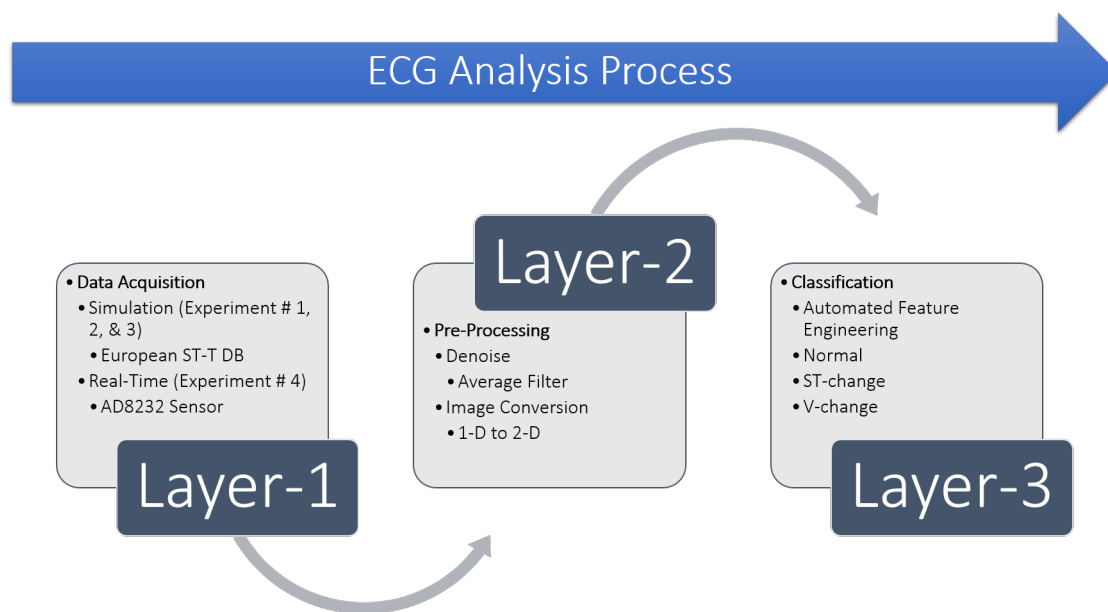 ECG Analysis Process
• Data Acquisition
• Simulation (Experiment # 1,
2, & 3)
• European ST-T DB
• Real-Time (Experiment # 4)
• AD8232 Sensor
Layer-1
Layer-2
• Pre-Processing
• Denoise
• Average Filter
• Image Conversion
• 1-D to 2-D
• Classification
• Automated Feature
Engineering
• Normal
• ST-change
• V-change
Layer-3